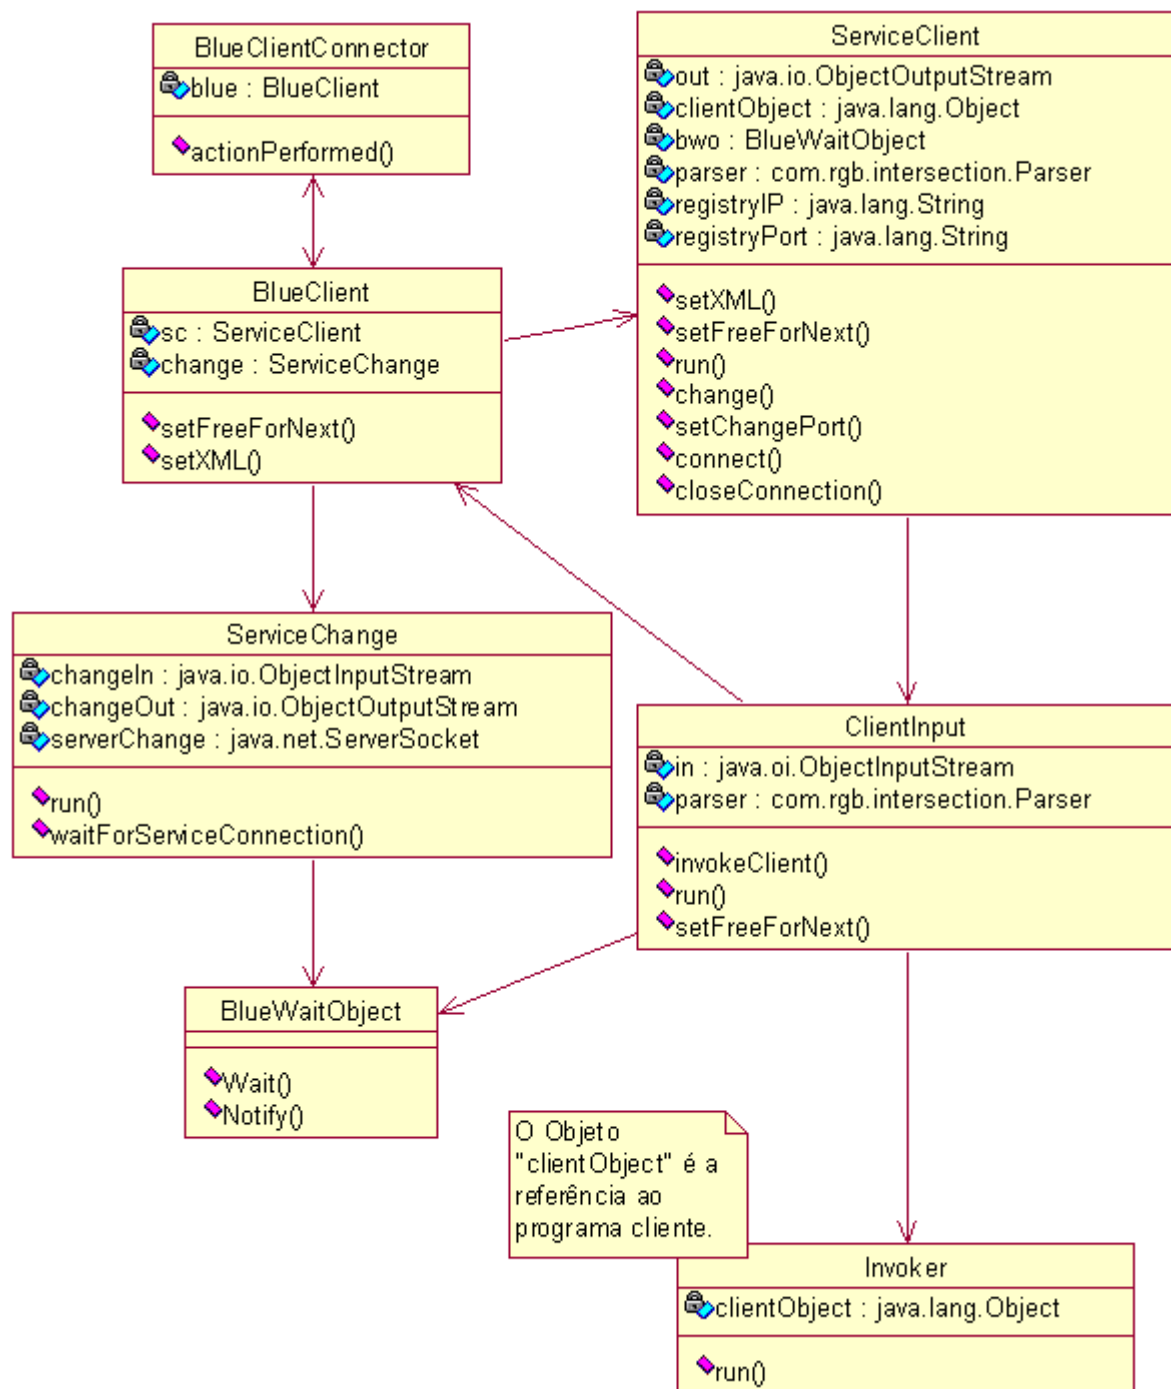 BlueClientConnector
blue : BlueClient
actionPerformed()
ServiceClient
out : java.io.ObjectOutputStream
clientObject : java.lang.Object
bwo : BlueWaitObject
parser : com.rgb.intersection.Parser
registryIP : java.lang.String
registryPort : java.lang.String
setXML()
setFreeForNext()
run()
change()
setChangePort()
connect()
closeConnection()
BlueClient
sc : ServiceClient
change : ServiceChange
setFreeForNext()
setXML()
ServiceChange
changeIn : java.io.ObjectInputStream
changeOut : java.io.ObjectOutputStream
serverChange : java.net.ServerSocket
run()
waitForServiceConnection()
ClientInput
in : java.oi.ObjectInputStream
parser : com.rgb.intersection.Parser
invokeClient()
run()
setFreeForNext()
BlueWaitObject
Wait()
Notify()
O Objeto
"clientObject" é a
referência ao
programa cliente.
Invoker
clientObject : java.lang.Object
run()